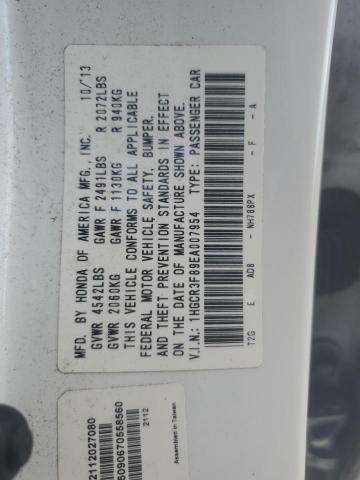 MFD. BY HONDA OF AMERICA MFG., INC. 10/13
GVWR 4542LBS GAWR F 2491LBS R 2072LBS
GVWR 2060KG GAWR F 1130KG R 940KG
THIS VEHICLE CONFORMS TO ALL APPLICABLE
FEDERAL MOTOR VEHICLE SAFETY, BUMPER,
AND THEFT PREVENTION STANDARDS IN EFFECT
ON THE DATE OF MANUFACTURE SHOWN ABOVE.
V.I.N.: 1HGCR3F89EA007954 TYPE: PASSENGER CAR
T2G E AD8 - NH788PX - F - A
2112027080
5090670558560
2112
Assembled in Taiwan